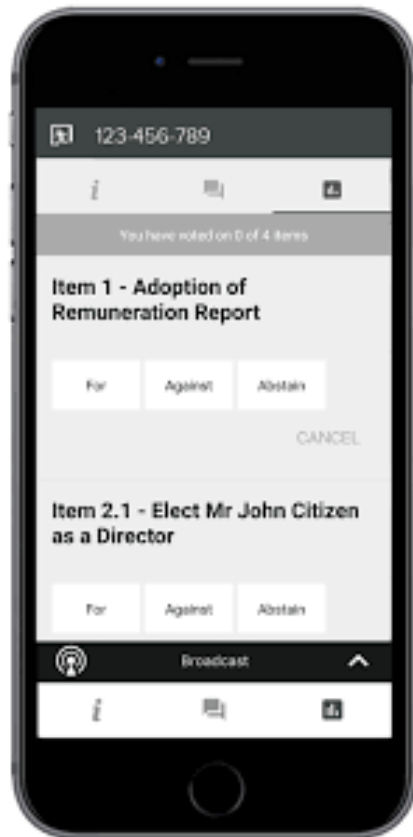 123-456-789
You have voted on 0 of 4 items
Item 1 - Adoption of
Remuneration Report
For Against Abstain
CANCEL
Item 2.1 - Elect Mr John Citizen
as a Director
For Against Abstain
Broadcast